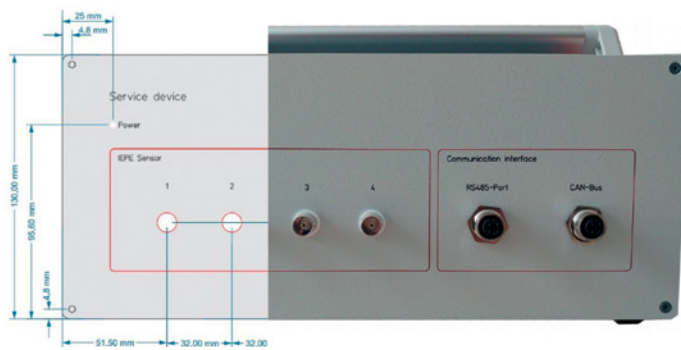 25 mm
4,8 mm
Service device
Power
IEPE Sensor
Communication interface
1
2
3
4
RS485-Port
CAN-Bus
130,00 mm
95,60 mm
4,8 mm
51,50 mm
32,00 mm
32,00